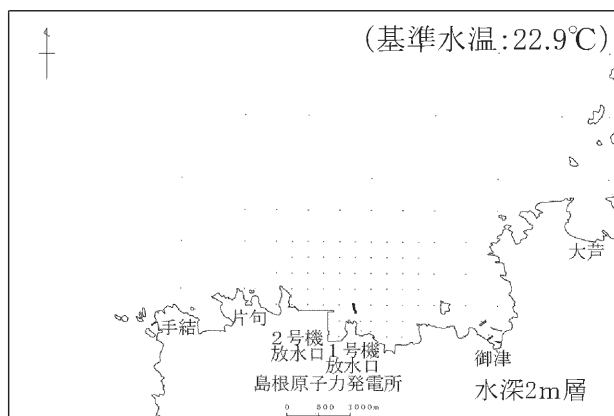 (基準水温:22.9℃)
大芦
手結
片句
2号機
放水口
1号機
放水口
御津
島根原子力発電所
水深2m層
0 500 1000m